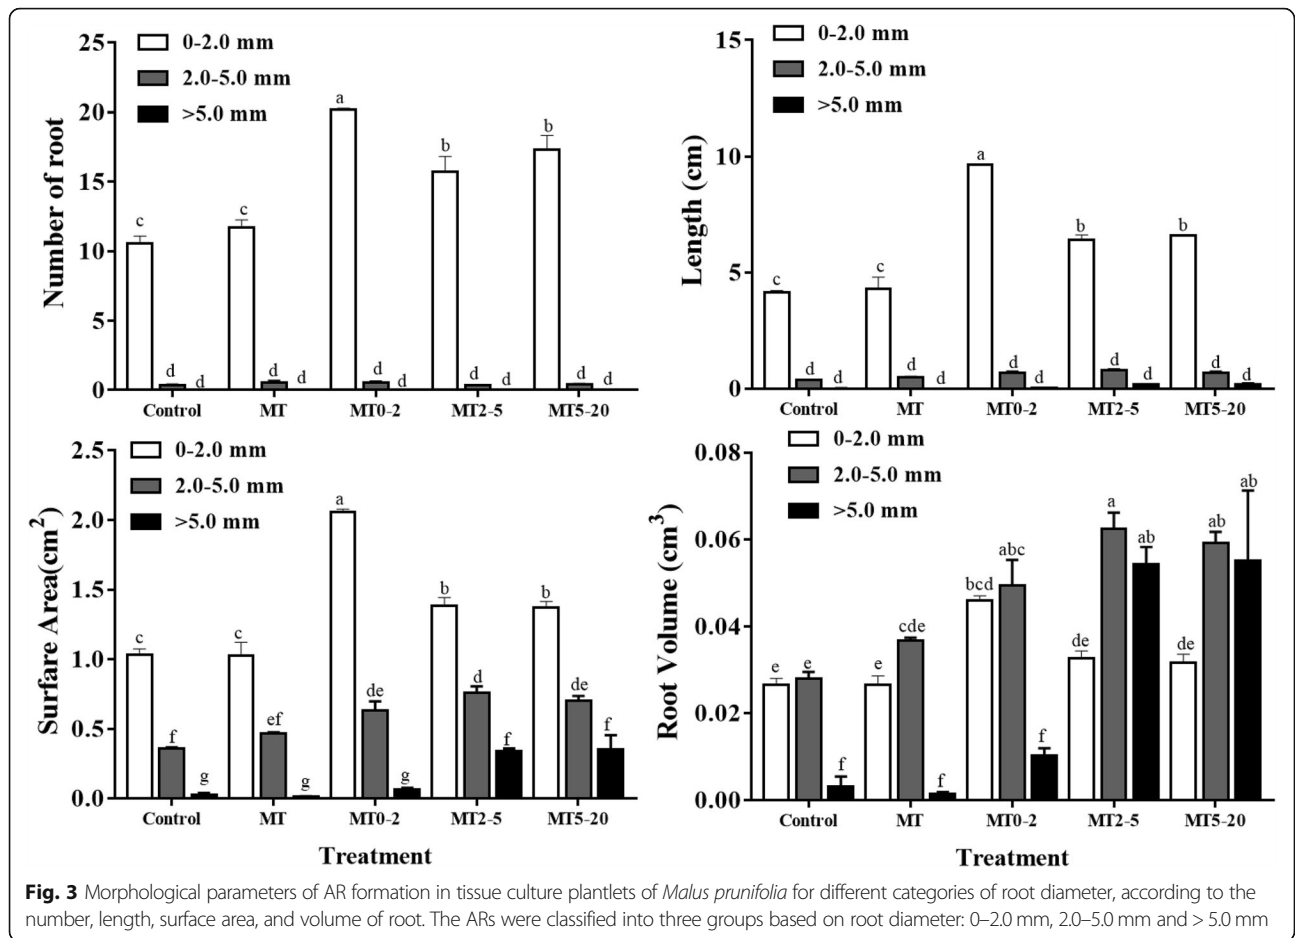 25
20
15
10
5
0
Number of root
0-2.0 mm
2.0-5.0 mm
>5.0 mm
c d d
c d d
a d d
b d d
b d d
Control MT MT0-2 MT2-5 MT5-20
15
10
5
0
Length (cm)
0-2.0 mm
2.0-5.0 mm
>5.0 mm
c d d
c d d
a d d
b d d
b d d
Control MT MT0-2 MT2-5 MT5-20
2.5
2.0
1.5
1.0
0.5
0.0
Surfare Area(cm2)
0-2.0 mm
2.0-5.0 mm
>5.0 mm
c f g
c ef g
a de g
b d f
b de f
Control MT MT0-2 MT2-5 MT5-20
Treatment
0.08
0.06
0.04
0.02
0.00
Root Volume (cm3)
0-2.0 mm
2.0-5.0 mm
>5.0 mm
e e f
e cde f
bcd abc f
de a ab
de ab ab
Control MT MT0-2 MT2-5 MT5-20
Treatment
Fig. 3 Morphological parameters of AR formation in tissue culture plantlets of Malus prunifolia for different categories of root diameter, according to the
number, length, surface area, and volume of root. The ARs were classified into three groups based on root diameter: 0–2.0 mm, 2.0–5.0 mm and > 5.0 mm